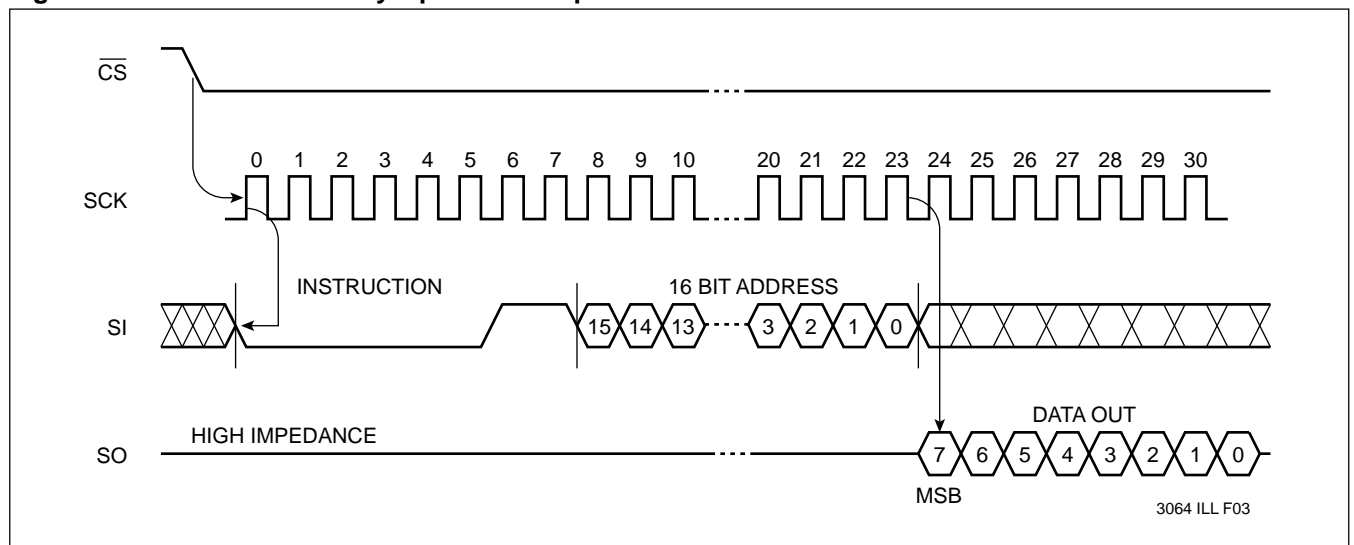 CS
0 1 2 3 4 5 6 7 8 9 10 20 21 22 23 24 25 26 27 28 29 30
SCK
INSTRUCTION 16 BIT ADDRESS
SI 15 14 13 3 2 1 0
DATA OUT
HIGH IMPEDANCE
SO 7 6 5 4 3 2 1 0
MSB
3064 ILL F03